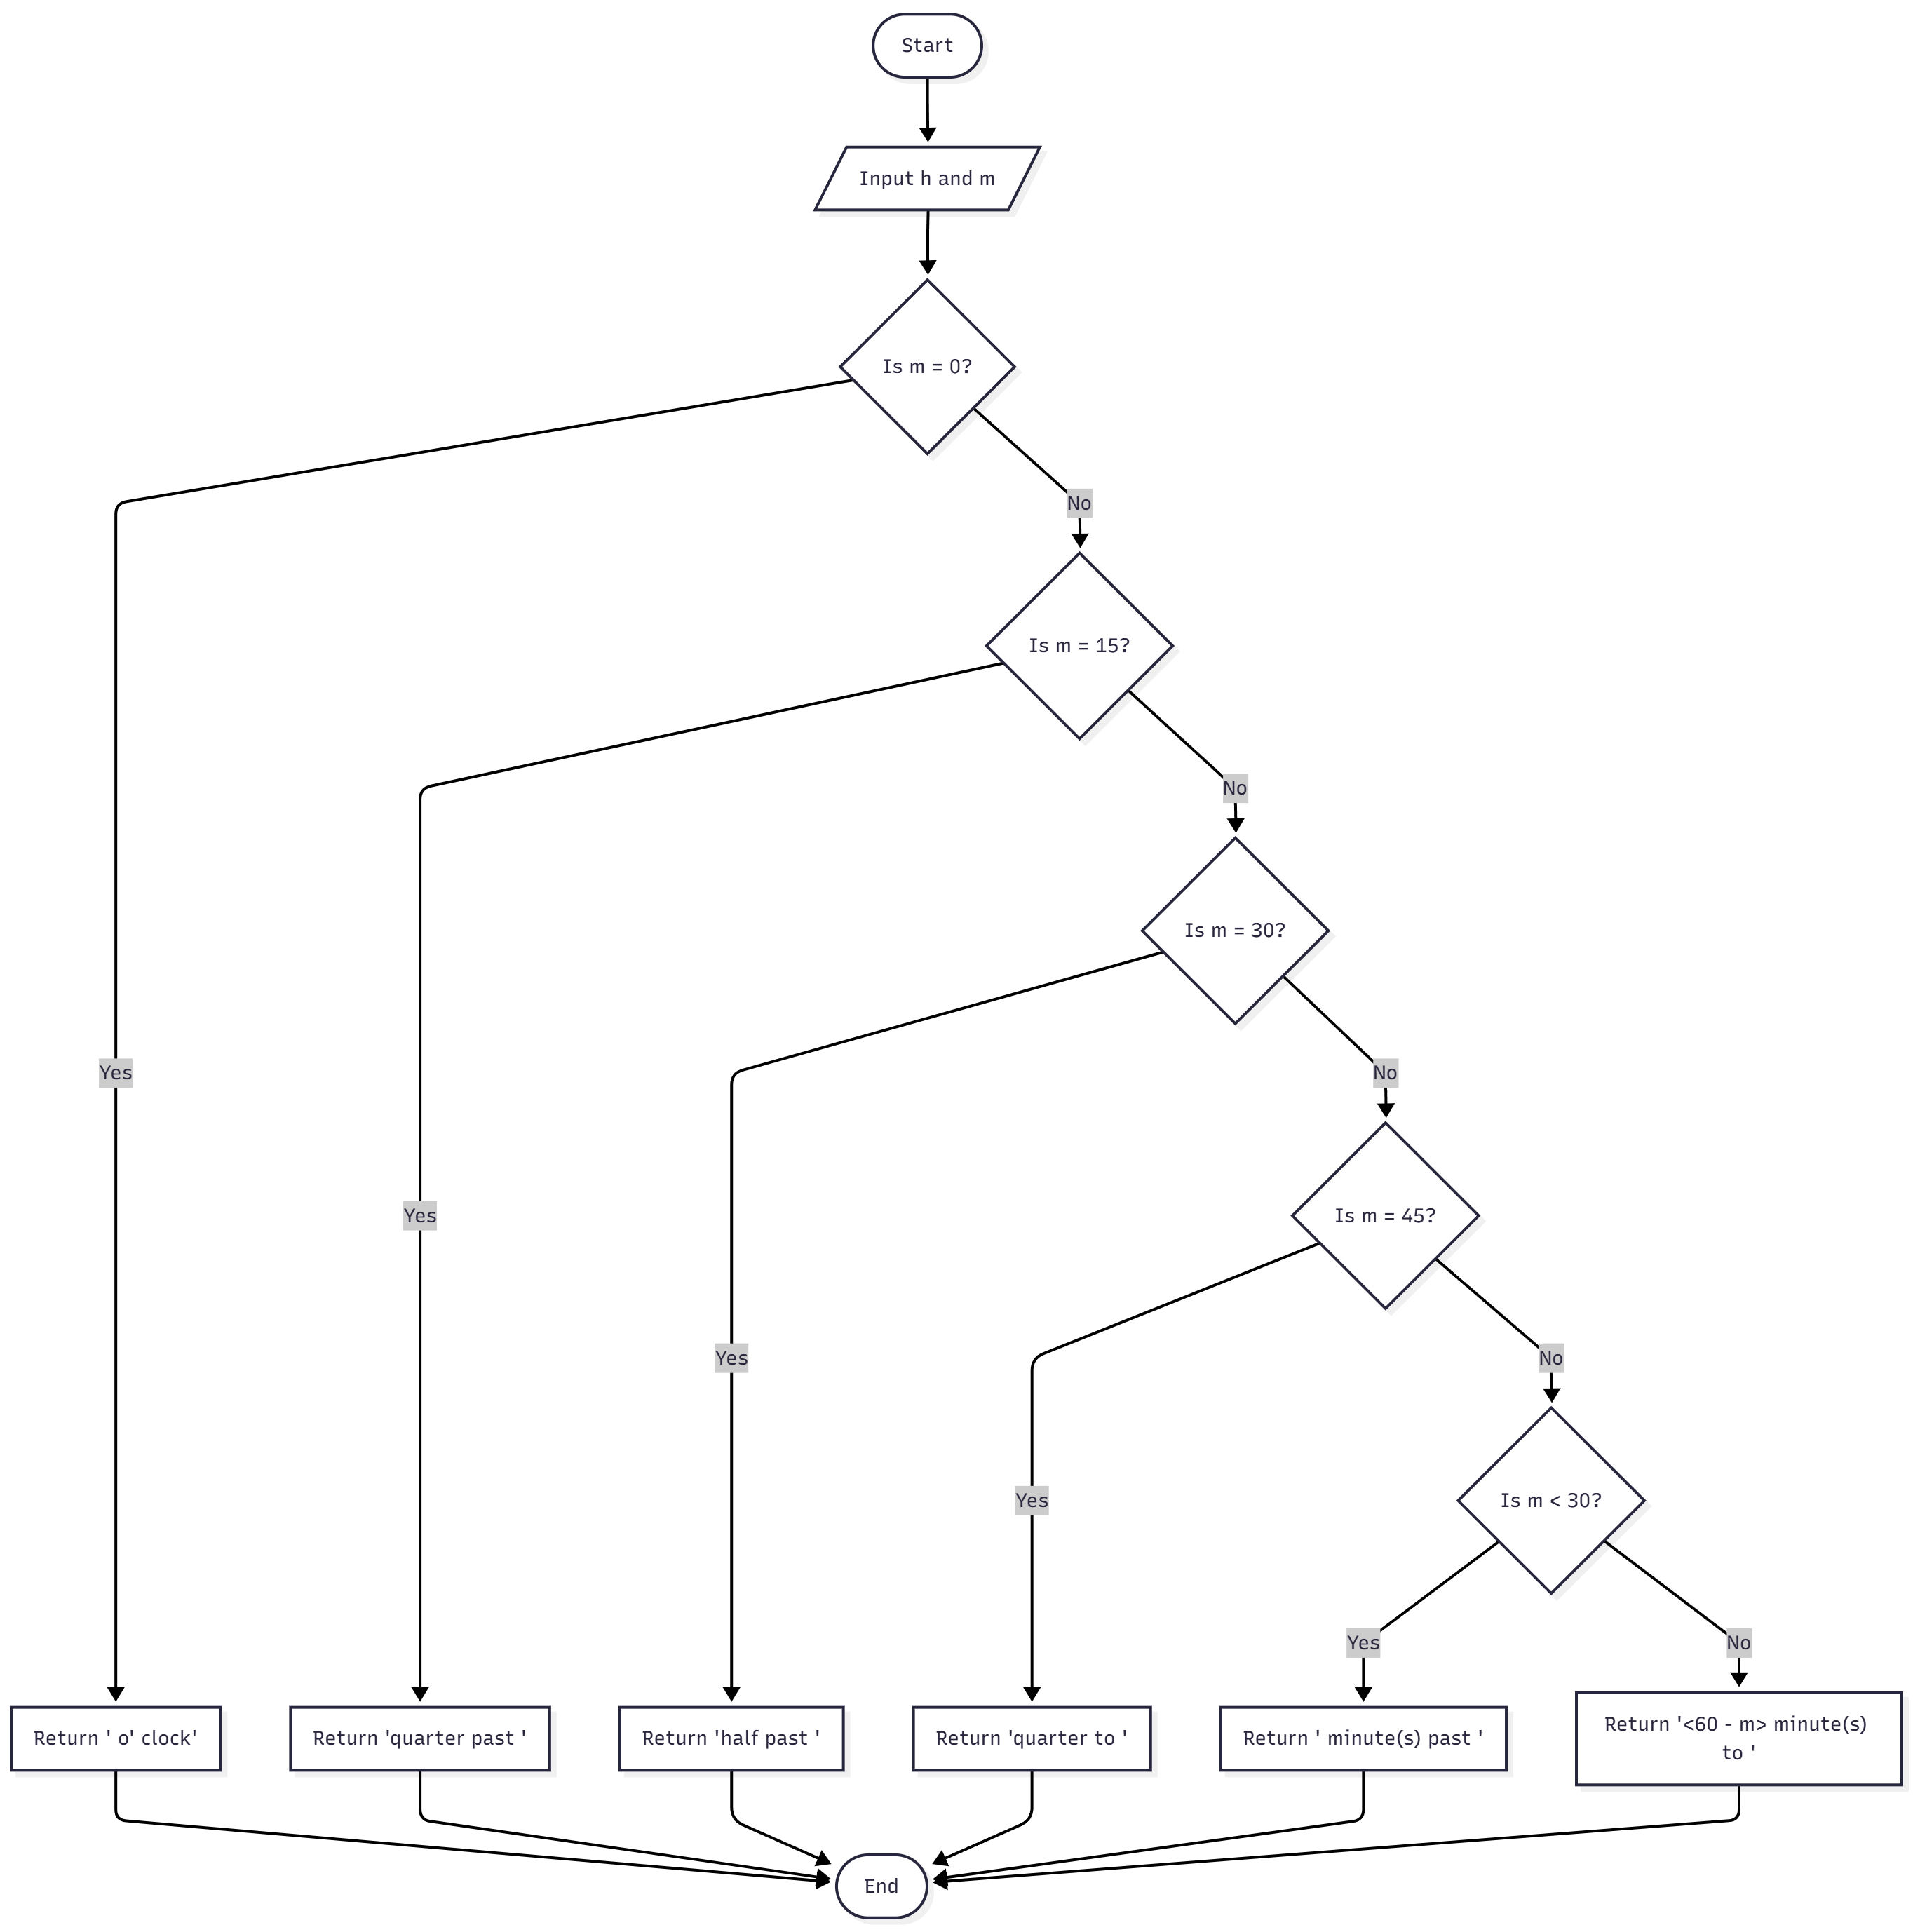 Start
Input h and m
Is m = 0?
No
Is m = 15?
No
Is m = 30?
Yes
No
Yes
Is m = 45?
Yes
No
Yes
Is m < 30?
Yes
No
Return ' o' clock'
Return 'quarter past '
Return 'half past '
Return 'quarter to '
Return ' minute(s) past '
Return '<60 - m> minute(s)
to '
End